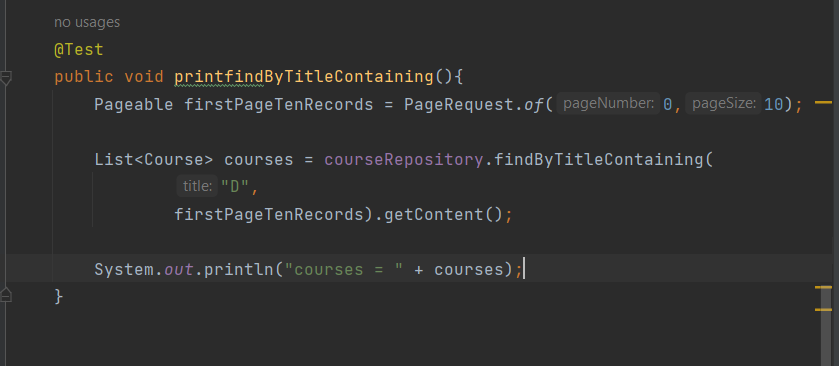 no usages
@Test
public void printfindByTitleContaining(){
Pageable firstPageTenRecords = PageRequest.of( pageNumber: 0, pageSize: 10);
List<Course> courses = courseRepository.findByTitleContaining(
title: "D",
firstPageTenRecords).getContent();
System.out.println("courses = " + courses);
}